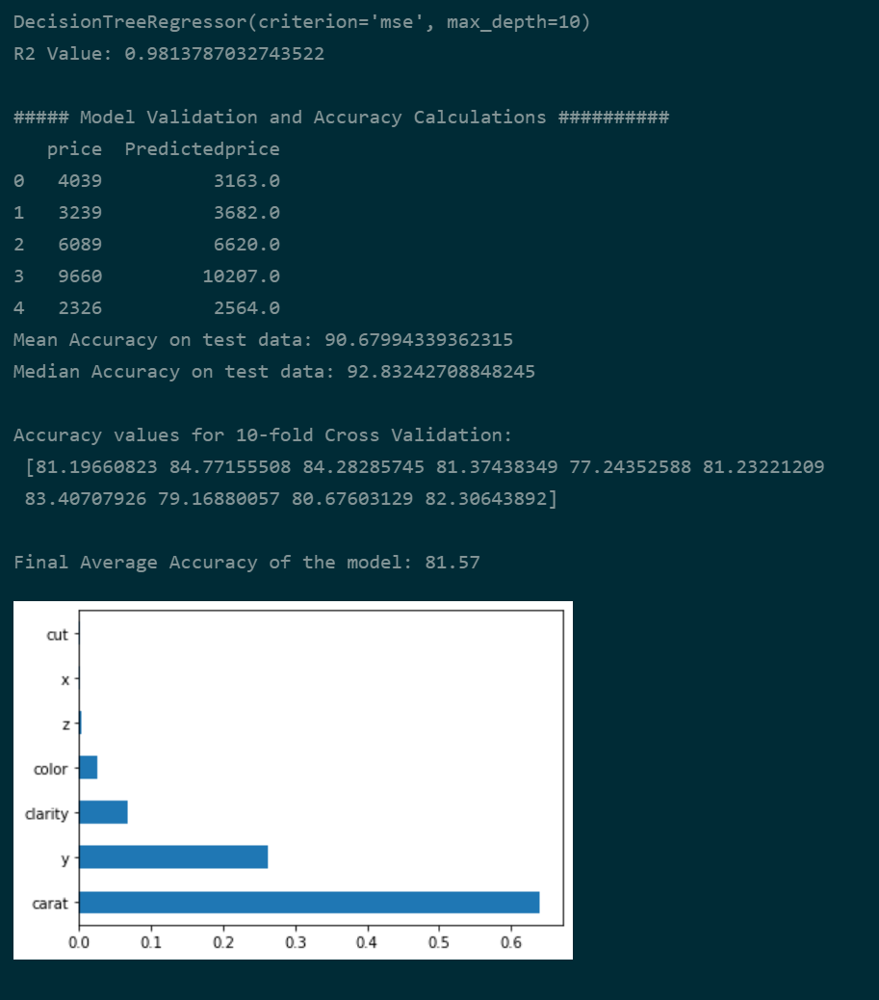 DecisionTreeRegressor(criterion='mse', max_depth=10)
R2 Value: 0.9813787032743522
##### Model Validation and Accuracy Calculations ##########
price Predictedprice
0 4039 3163.0
1 3239 3682.0
2 6089 6620.0
3 9660 10207.0
4 2326 2564.0
Mean Accuracy on test data: 90.67994339362315
Median Accuracy on test data: 92.83242708848245
Accuracy values for 10-fold Cross Validation:
[81.19660823 84.77155508 84.28285745 81.37438349 77.24352588 81.23221209
83.40707926 79.16880057 80.67603129 82.30643892]
Final Average Accuracy of the model: 81.57
cut
x
z
color
clarity
y
carat
0.0 0.1 0.2 0.3 0.4 0.5 0.6